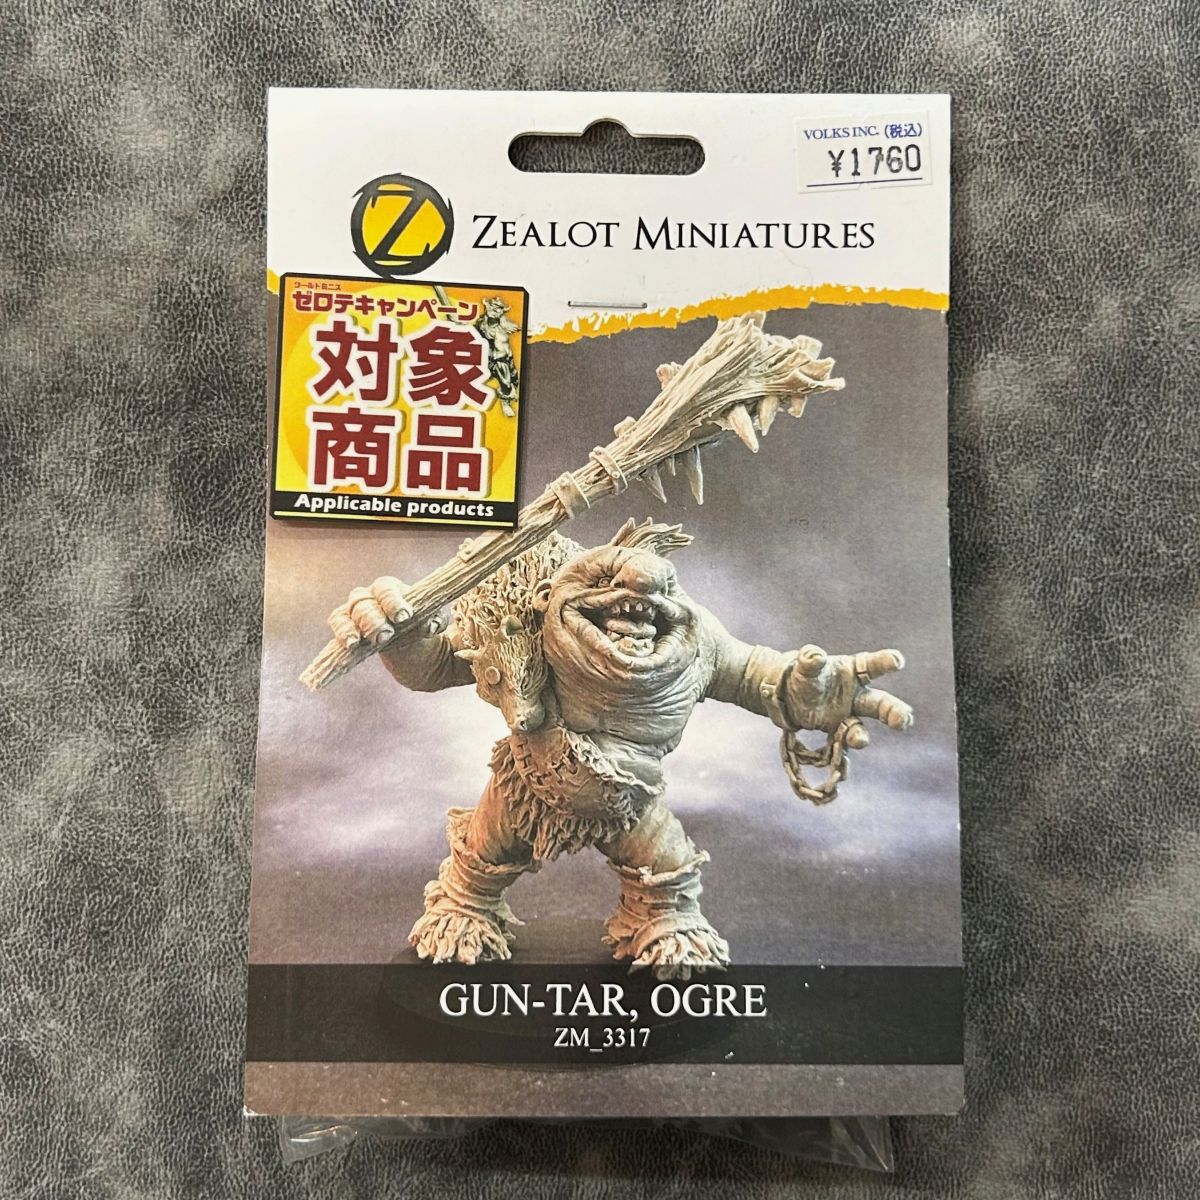 VOLKS INC. (税込)
¥1760
Z
ZEALOT MINIATURES
ワールドミニス
ゼロテキャンペーン
対象
商品
Applicable products
GUN-TAR, OGRE
ZM_3317